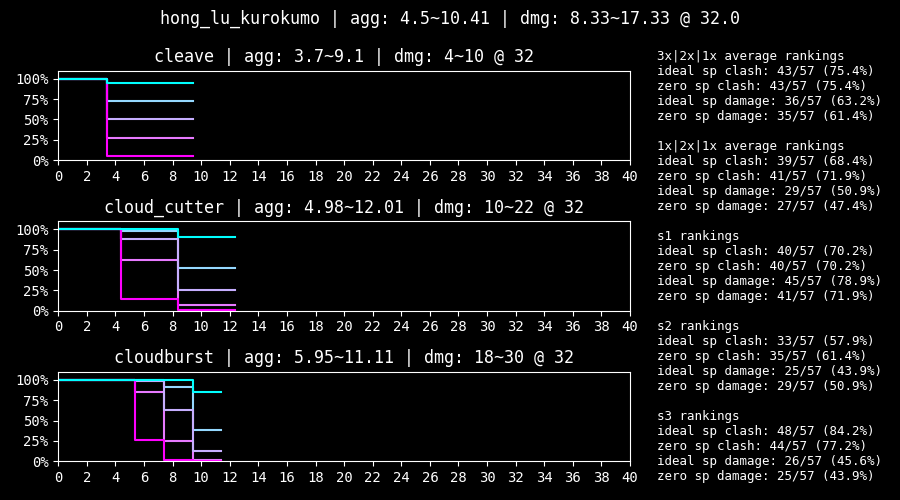 hong_lu_kurokumo | agg: 4.5~10.41 | dmg: 8.33~17.33 @ 32.0
cleave | agg: 3.7~9.1 | dmg: 4~10 @ 32
100%
75%
50%
25%
0%
0 2 4 6 8 10 12 14 16 18 20 22 24 26 28 30 32 34 36 38 40
cloud_cutter | agg: 4.98~12.01 | dmg: 10~22 @ 32
100%
75%
50%
25%
0%
0 2 4 6 8 10 12 14 16 18 20 22 24 26 28 30 32 34 36 38 40
cloudburst | agg: 5.95~11.11 | dmg: 18~30 @ 32
100%
75%
50%
25%
0%
0 2 4 6 8 10 12 14 16 18 20 22 24 26 28 30 32 34 36 38 40
3x|2x|1x average rankings
ideal sp clash: 43/57 (75.4%)
zero sp clash: 43/57 (75.4%)
ideal sp damage: 36/57 (63.2%)
zero sp damage: 35/57 (61.4%)
1x|2x|1x average rankings
ideal sp clash: 39/57 (68.4%)
zero sp clash: 41/57 (71.9%)
ideal sp damage: 29/57 (50.9%)
zero sp damage: 27/57 (47.4%)
s1 rankings
ideal sp clash: 40/57 (70.2%)
zero sp clash: 40/57 (70.2%)
ideal sp damage: 45/57 (78.9%)
zero sp damage: 41/57 (71.9%)
s2 rankings
ideal sp clash: 33/57 (57.9%)
zero sp clash: 35/57 (61.4%)
ideal sp damage: 25/57 (43.9%)
zero sp damage: 29/57 (50.9%)
s3 rankings
ideal sp clash: 48/57 (84.2%)
zero sp clash: 44/57 (77.2%)
ideal sp damage: 26/57 (45.6%)
zero sp damage: 25/57 (43.9%)